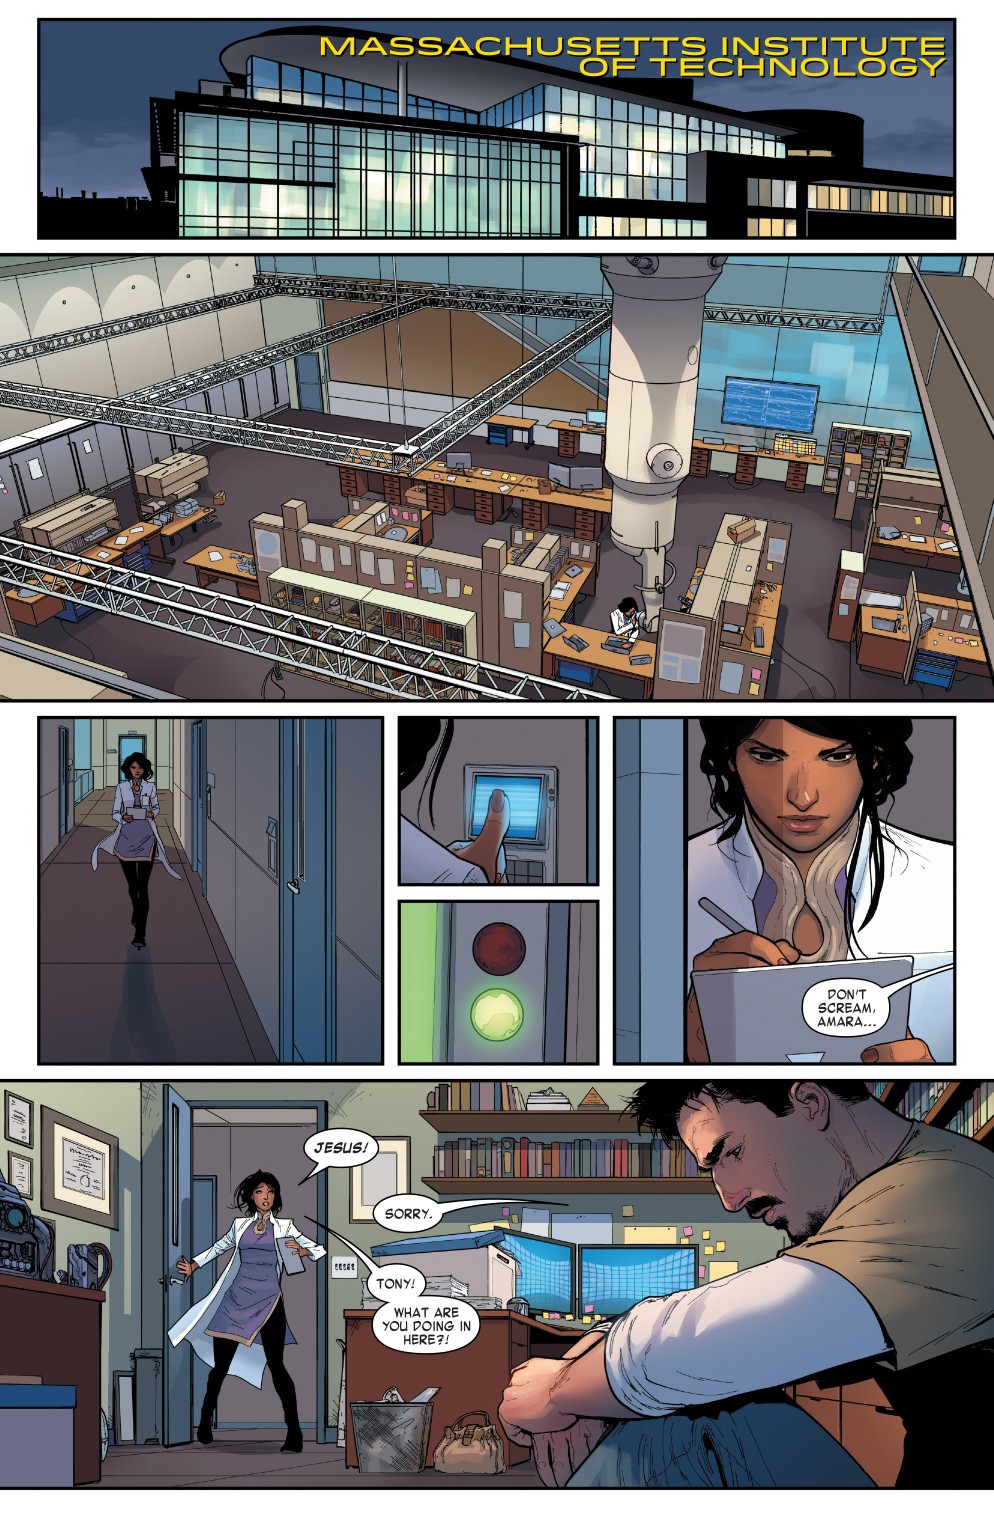 MASSACHUSETTS INSTITUTE
OF TECHNOLOGY
DON'T
SCREAM,
AMARA...
JESUS!
SORRY.
TONY!
WHAT ARE
YOU DOING IN
HERE?!